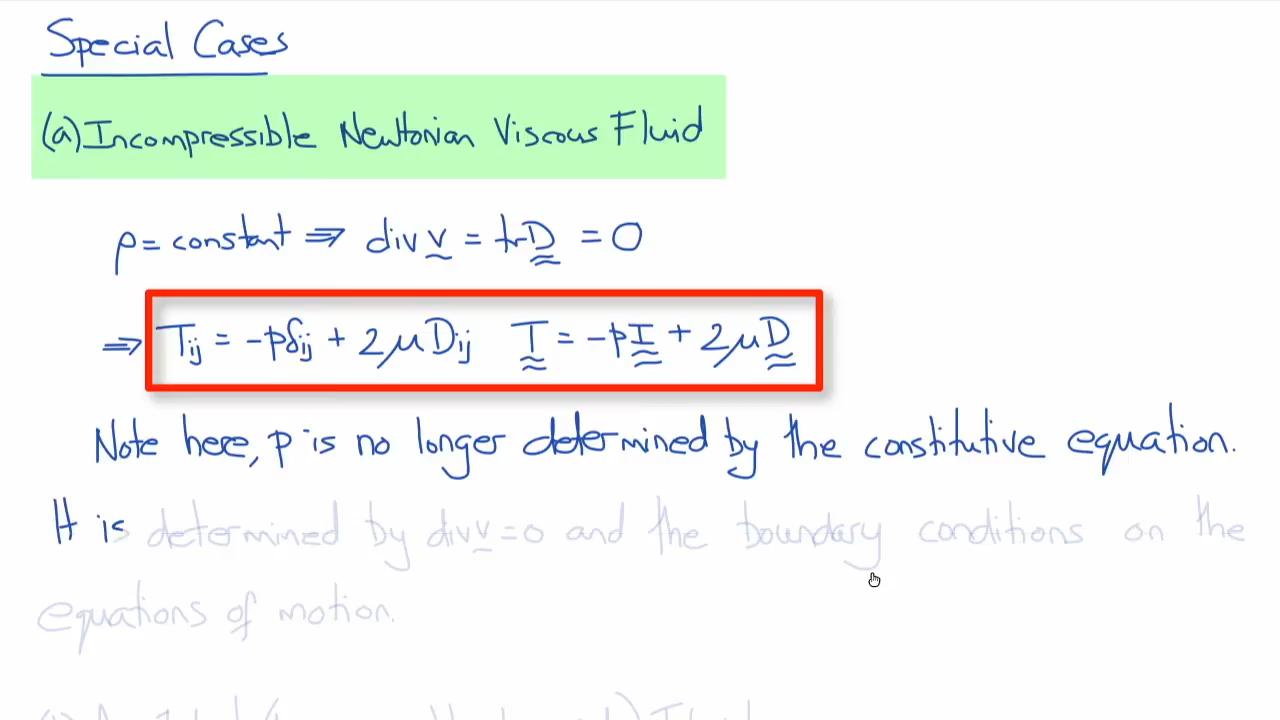 Special Cases
(a) Incompressible Newtonian Viscous Fluid
ρ = constant ⇒ div v = tr D = 0
⇒ Tij = -pδij + 2μDij T = -pI + 2μD
Note here, p is no longer determined by the constitutive equation.
It is determined by div v = 0 and the boundary conditions on the
equations of motion.
Fluid